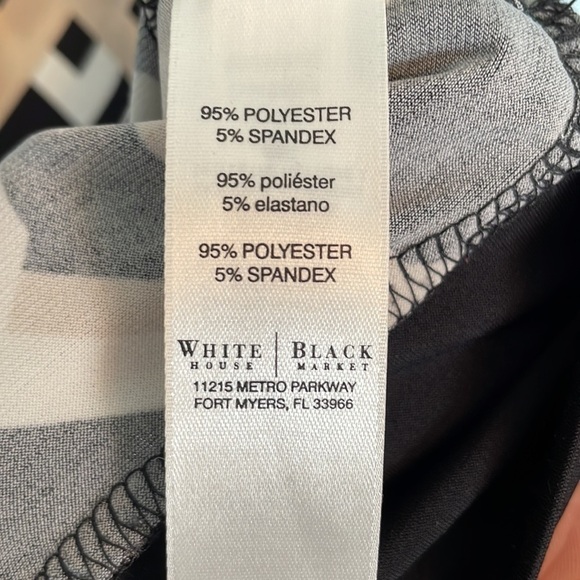 95% POLYESTER
5% SPANDEX
95% poliéster
5% elastano
95% POLYESTER
5% SPANDEX
WHITE | BLACK
HOUSE MARKET
11215 METRO PARKWAY
FORT MYERS, FL 33966